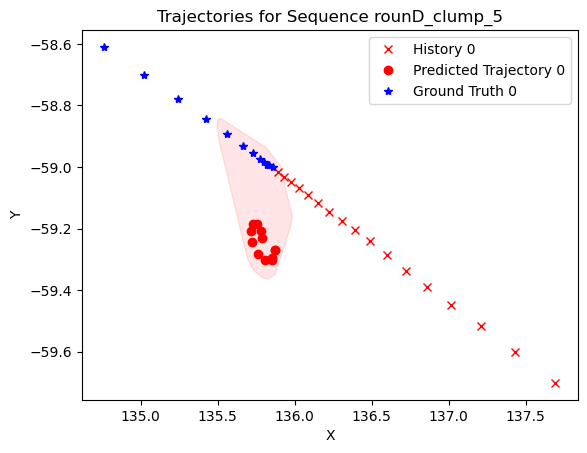 Trajectories for Sequence rounD_clump_5
History 0
Predicted Trajectory 0
Ground Truth 0
−58.6
−58.8
−59.0
−59.2
−59.4
−59.6
Y
135.0 135.5 136.0 136.5 137.0 137.5
X